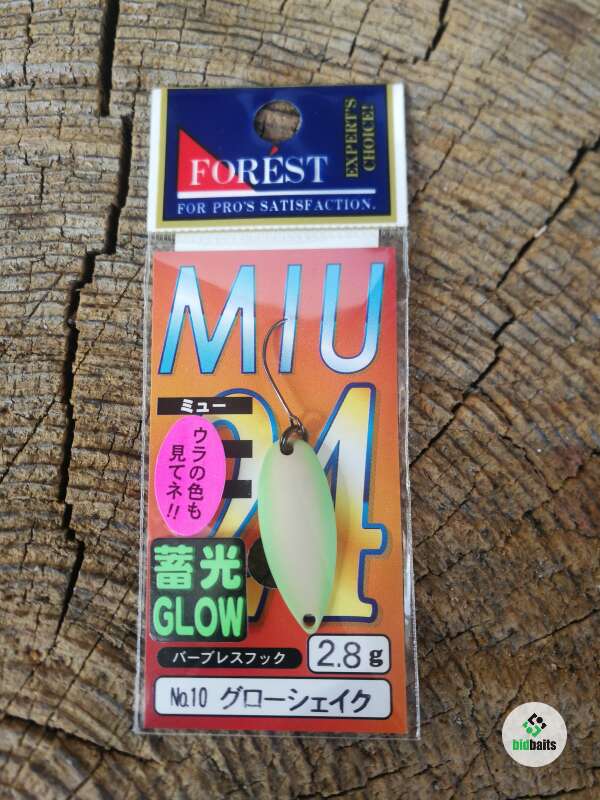 FORÉST
EXPERT'S
CHOICE!
FOR PRO'S SATISFACTION.
MIU
ミュー
94
ウラの色も
見てネ!!
蓄光
GLOW
バーブレスフック
2.8g
No.10 グローシェイク
bidbaits